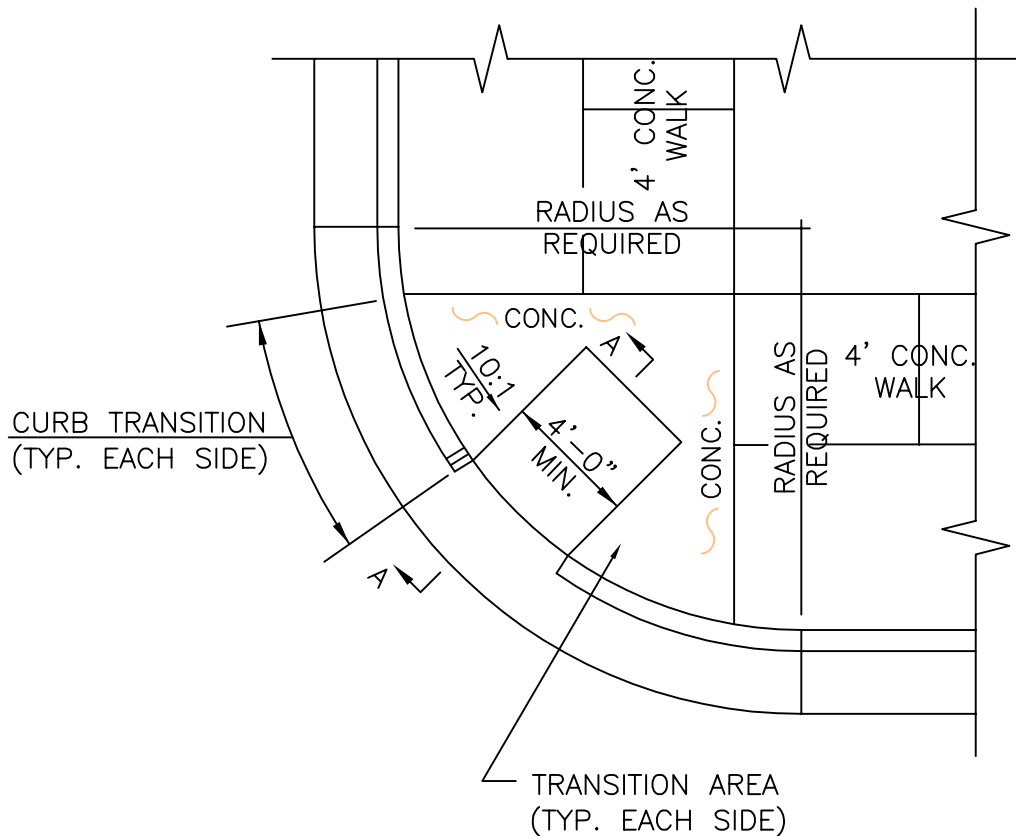 4' CONC.
WALK
RADIUS AS
REQUIRED
CONC.
A
10:1
TYP.
RADIUS AS
REQUIRED
4' CONC.
WALK
CURB TRANSITION
(TYP. EACH SIDE)
4'-0"
MIN.
CONC.
A
TRANSITION AREA
(TYP. EACH SIDE)